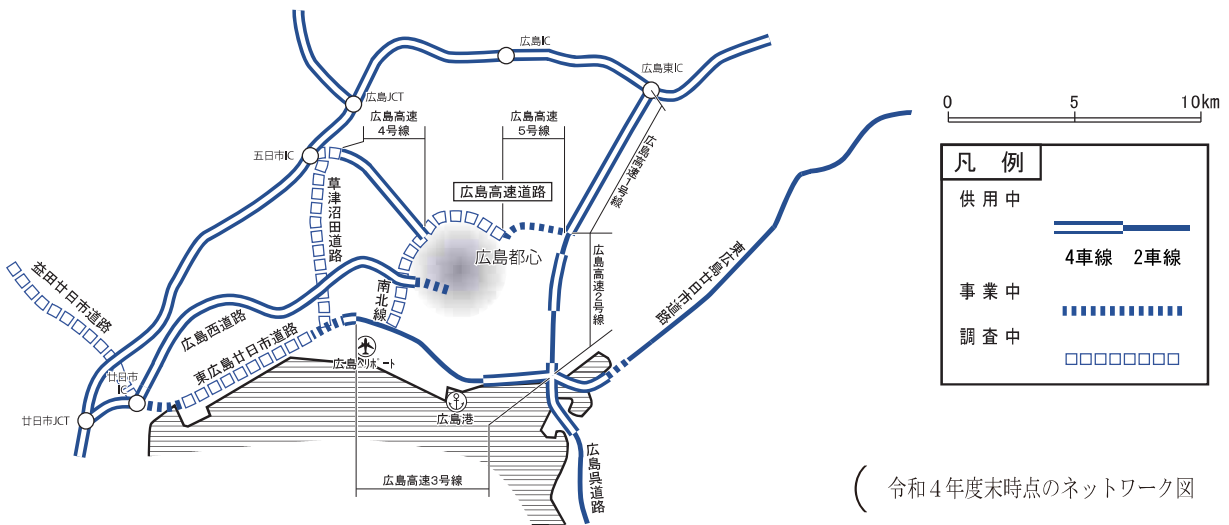 広島IC
広島東IC
広島JCT
広島高速
4号線
広島高速
5号線
五日市IC
広島高速1号線
草津沼田道路
広島高速道路
広島都心
広島高速2号線
東広島廿日市道路
南北線
益田廿日市道路
広島西道路
東広島廿日市道路
広島ヘリポート
廿日市
IC
広島港
廿日市JCT
広島呉道路
広島高速3号線
0 5 10km
凡 例
供用中
4車線 2車線
事業中
調査中
( 令和4年度末時点のネットワーク図